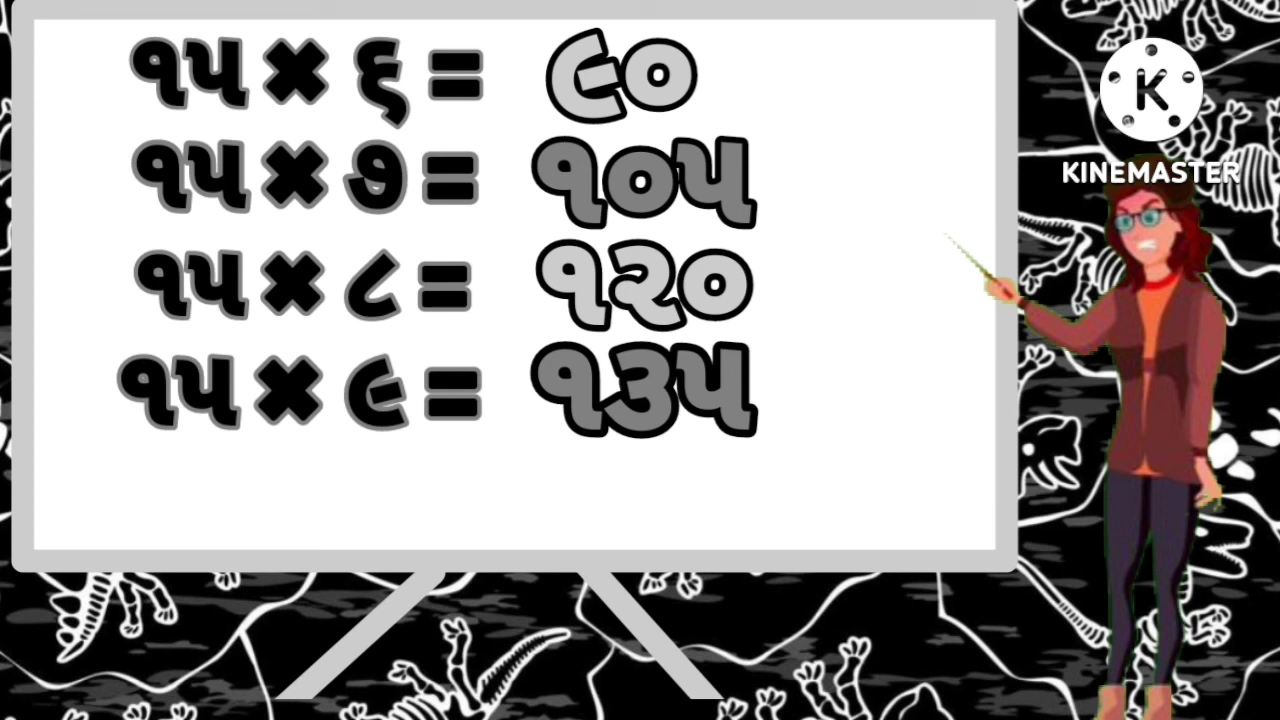 ૧૫ × ૬ = ૯૦
૧૫ × ૭ = ૧૦૫
૧૫ × ૮ = ૧૨૦
૧૫ × ૯ = ૧૩૫
K
KINEMASTER